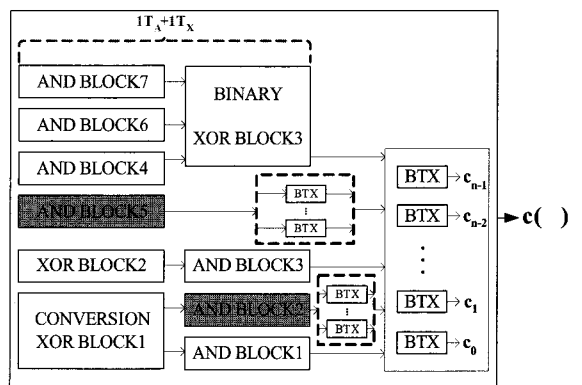 1T_A+1T_X
AND BLOCK7
BINARY
AND BLOCK6
XOR BLOCK3
AND BLOCK4
BTX
c_n-1
AND BLOCK5
BTX
BTX
BTX
c_n-2
c( )
XOR BLOCK2
AND BLOCK3
CONVERSION
XOR BLOCK1
AND BLOCK2
BTX
BTX
BTX
c_1
AND BLOCK1
BTX
c_0